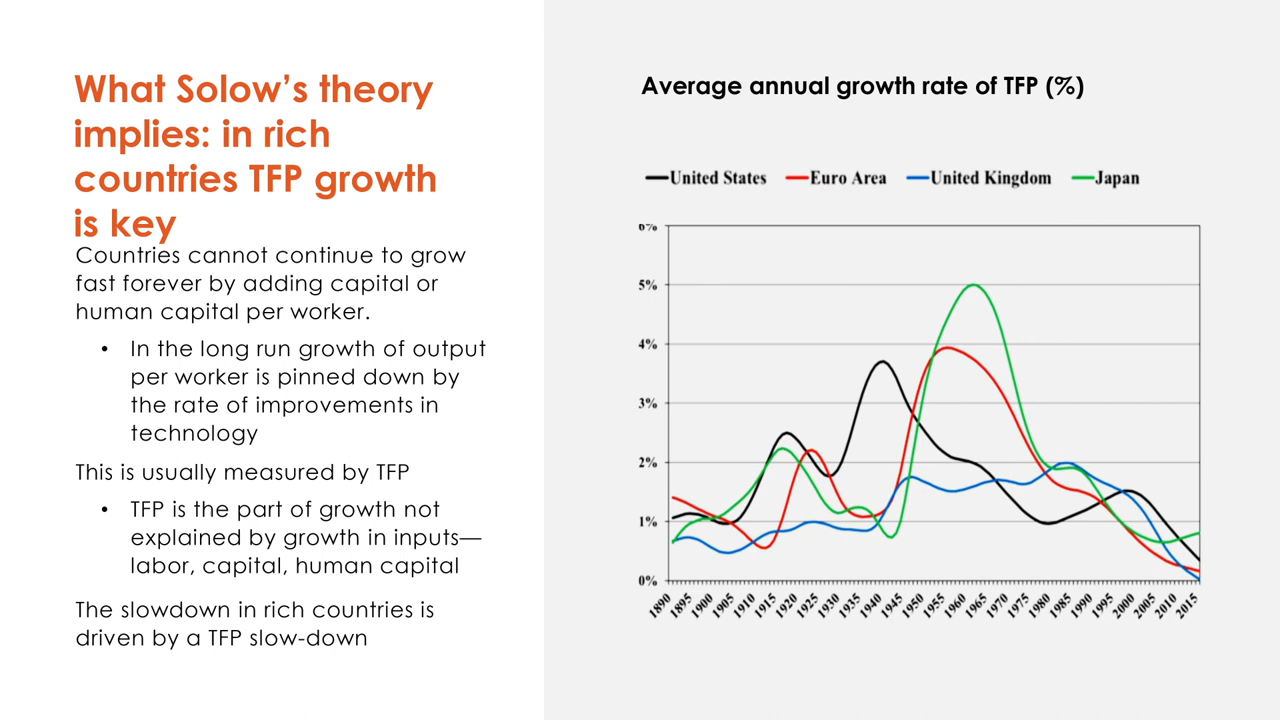 What Solow’s theory
implies: in rich
countries TFP growth
is key
Countries cannot continue to grow
fast forever by adding capital or
human capital per worker.
• In the long run growth of output
per worker is pinned down by
the rate of improvements in
technology
This is usually measured by TFP
• TFP is the part of growth not
explained by growth in inputs—
labor, capital, human capital
The slowdown in rich countries is
driven by a TFP slow-down
Average annual growth rate of TFP (%)
United States Euro Area United Kingdom Japan
6%
5%
4%
3%
2%
1%
0%
1890 1895 1900 1905 1910 1915 1920 1925 1930 1935 1940 1945 1950 1955 1960 1965 1970 1975 1980 1985 1990 1995 2000 2005 2010 2015